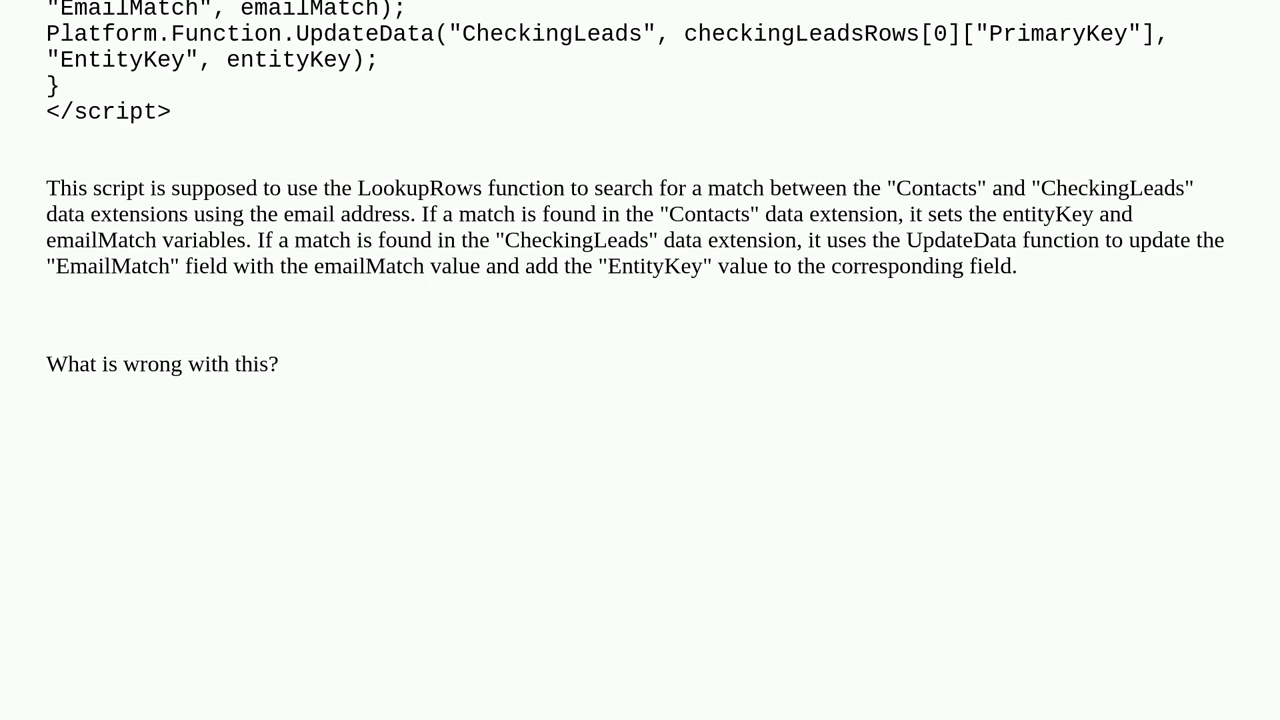 "EmailMatch", emailMatch);
Platform.Function.UpdateData("CheckingLeads", checkingLeadsRows[0]["PrimaryKey"],
"EntityKey", entityKey);
}
</script>
This script is supposed to use the LookupRows function to search for a match between the "Contacts" and "CheckingLeads"
data extensions using the email address. If a match is found in the "Contacts" data extension, it sets the entityKey and
emailMatch variables. If a match is found in the "CheckingLeads" data extension, it uses the UpdateData function to update the
"EmailMatch" field with the emailMatch value and add the "EntityKey" value to the corresponding field.
What is wrong with this?